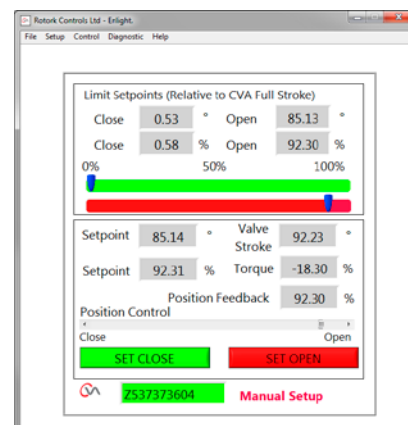 Rotork Controls Ltd - Enlight.
File Setup Control Diagnostic Help
Limit Setpoints (Relative to CVA Full Stroke)
Close 0.53 ° Open 85.13 °
Close 0.58 % Open 92.30 %
0% 50% 100%
Setpoint 85.14 ° Valve Stroke 92.23 °
Setpoint 92.31 % Torque -18.30 %
Position Feedback 92.30 %
Position Control
Close Open
SET CLOSE SET OPEN
CVA Z537373604 Manual Setup